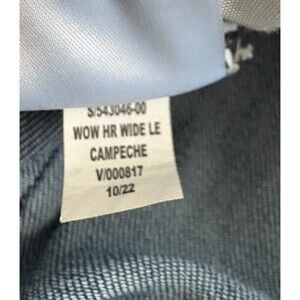 S/543046-00
WOW HR WIDE LE
CAMPECHE
V/000817
10/22